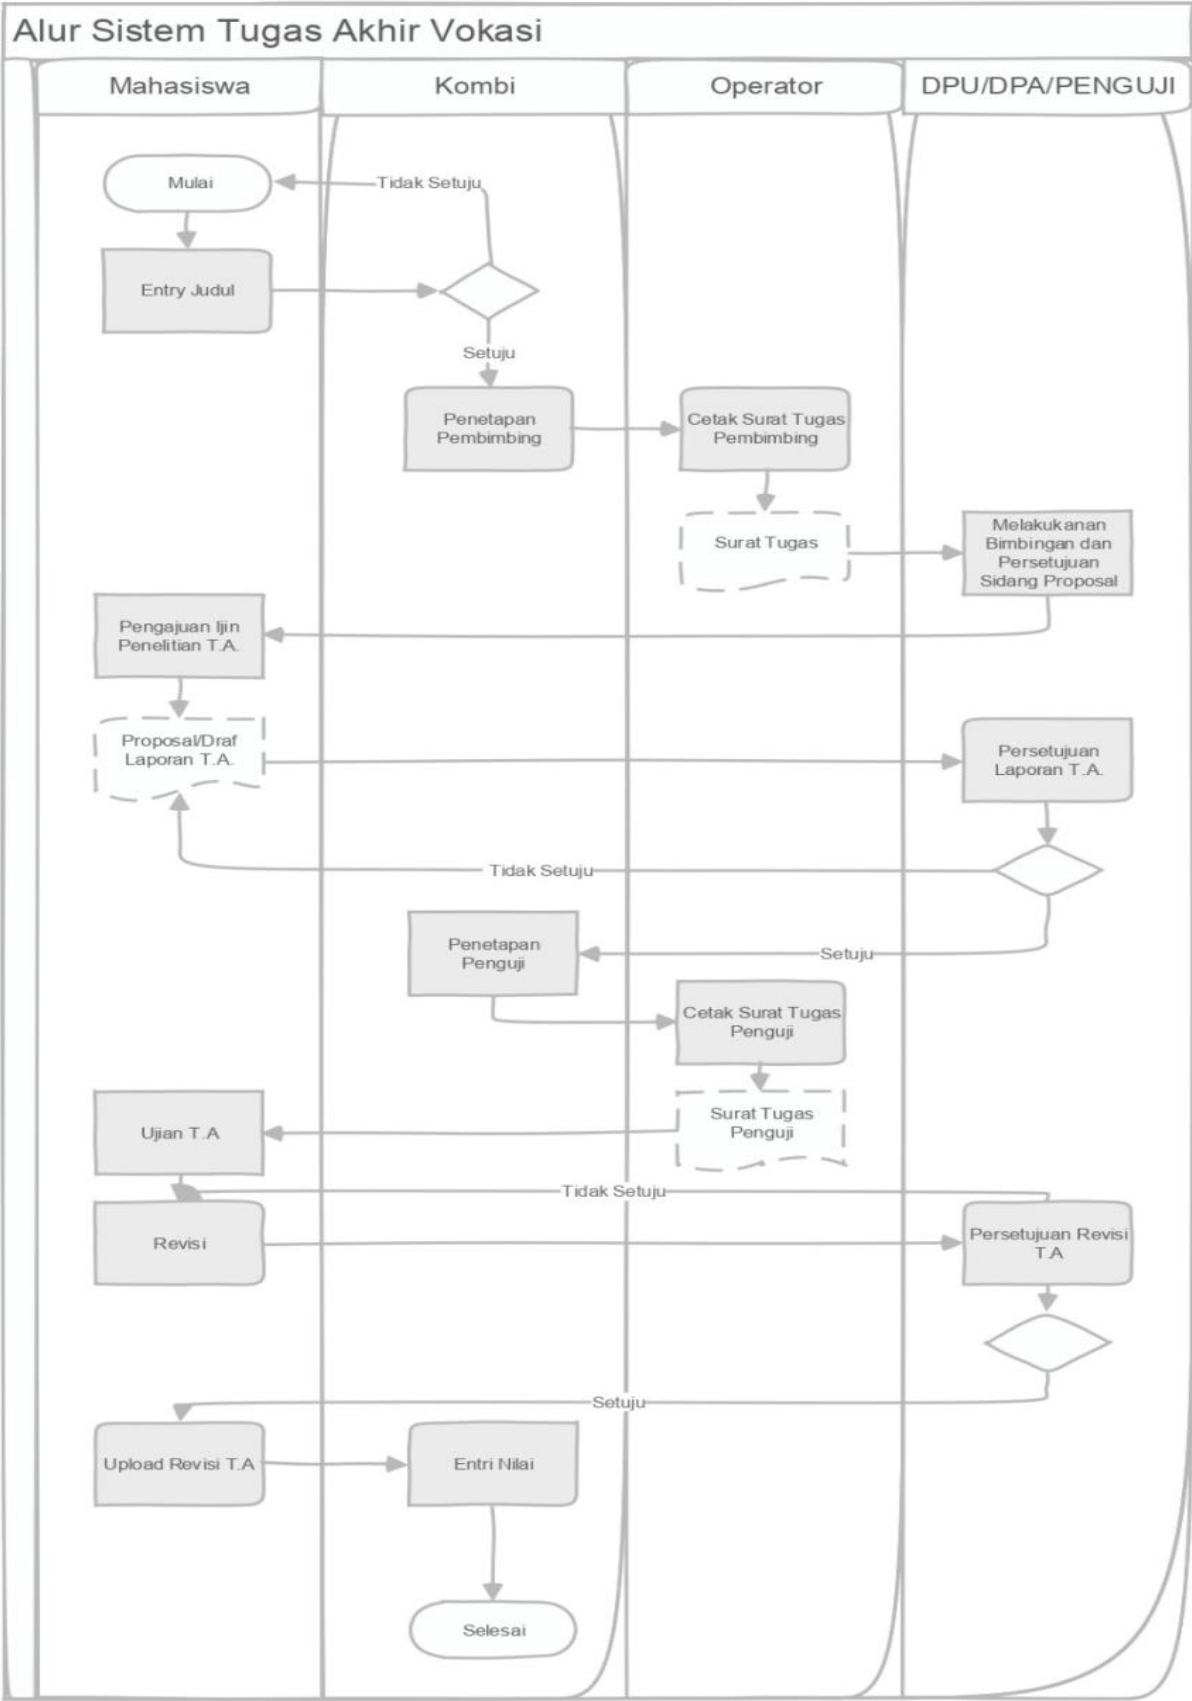 Alur Sistem Tugas Akhir Vokasi
Mahasiswa
Kombi
Operator
DPU/DPA/PENGUJI
Mulai
Tidak Setuju
Entry Judul
Setuju
Penetapan
Pembimbing
Cetak Surat Tugas
Pembimbing
Surat Tugas
Melakukanan
Bimbingan dan
Persetujuan
Sidang Proposal
Pengajuan Ijin
Penelitian T.A.
Proposal/Draf
Laporan T.A.
Persetujuan
Laporan T.A.
Tidak Setuju
Penetapan
Penguji
Setuju
Cetak Surat Tugas
Penguji
Surat Tugas
Penguji
Ujian T.A
Tidak Setuju
Revisi
Persetujuan Revisi
T.A
Setuju
Upload Revisi T.A
Entri Nilai
Selesai